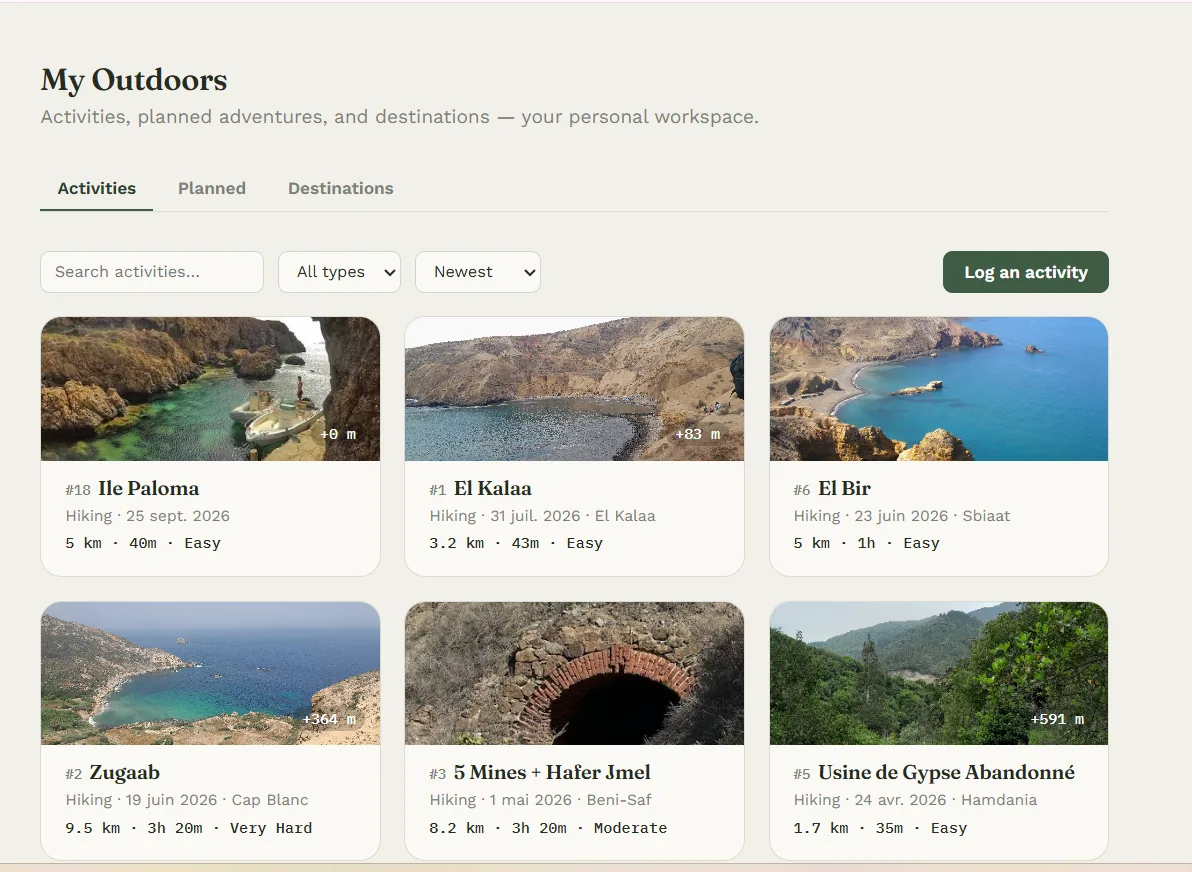 My Outdoors
Activities, planned adventures, and destinations — your personal workspace.
Activities Planned Destinations
Search activities... All types Newest Log an activity
+0 m
#18 Ile Paloma
Hiking · 25 sept. 2026
5 km · 40m · Easy
+83 m
#1 El Kalaa
Hiking · 31 juil. 2026 · El Kalaa
3.2 km · 43m · Easy
#6 El Bir
Hiking · 23 juin 2026 · Sbiaat
5 km · 1h · Easy
+364 m
#2 Zugaab
Hiking · 19 juin 2026 · Cap Blanc
9.5 km · 3h 20m · Very Hard
#3 5 Mines + Hafer Jmel
Hiking · 1 mai 2026 · Beni-Saf
8.2 km · 3h 20m · Moderate
+591 m
#5 Usine de Gypse Abandonné
Hiking · 24 avr. 2026 · Hamdania
1.7 km · 35m · Easy